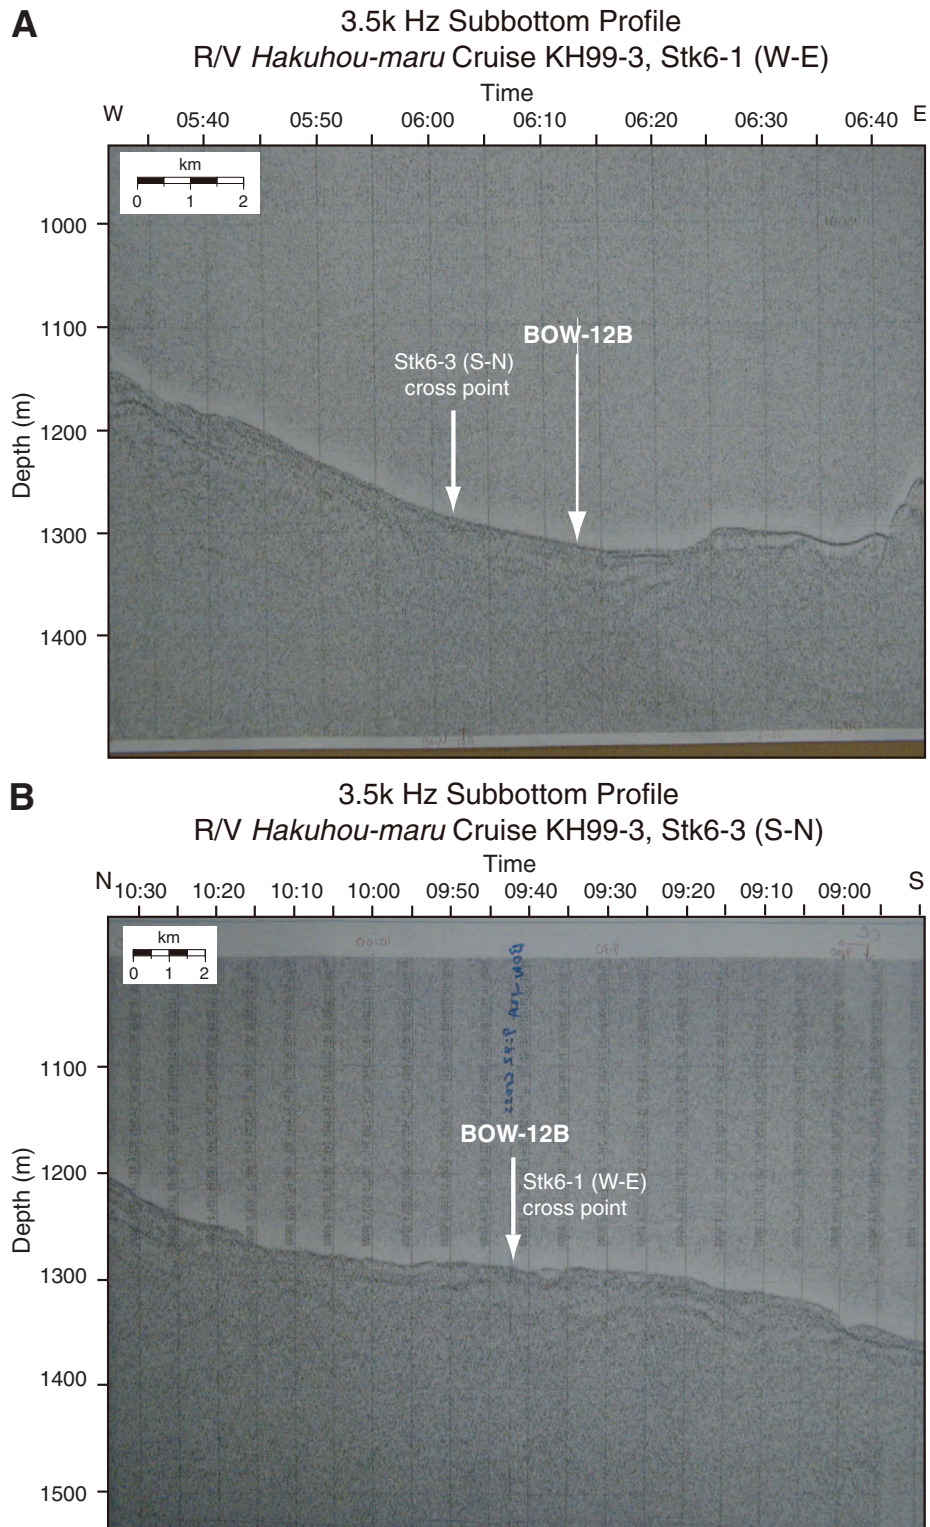 A
3.5k Hz Subbottom Profile
R/V Hakuhou-maru Cruise KH99-3, Stk6-1 (W-E)
Time
W 05:40 05:50 06:00 06:10 06:20 06:30 06:40 E
km
0 1 2
Depth (m)
1000
1100
1200
1300
1400
BOW-12B
Stk6-3 (S-N)
cross point
B
3.5k Hz Subbottom Profile
R/V Hakuhou-maru Cruise KH99-3, Stk6-3 (S-N)
Time
N 10:30 10:20 10:10 10:00 09:50 09:40 09:30 09:20 09:10 09:00 S
km
0 1 2
Depth (m)
1100
1200
1300
1400
1500
9:42 Cross
BOW-12B
Stk6-1 (W-E)
cross point